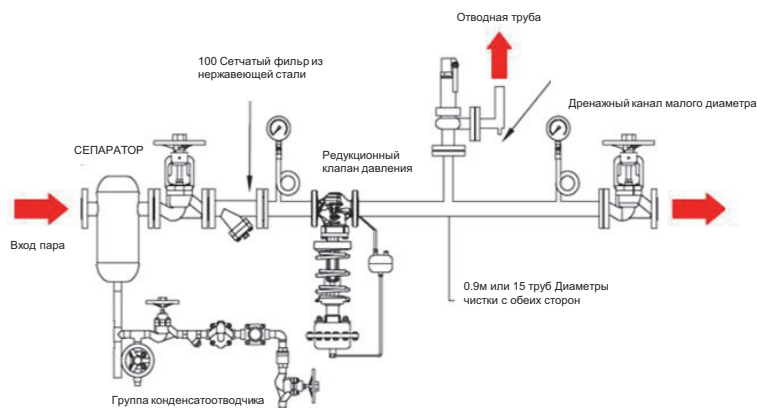 Отводная труба
100 Сетчатый фильр из
нержавеющей стали
Дренажный канал малого диаметра
СЕПАРАТОР
Редукционный
клапан давления
Вход пара
0.9м или 15 труб Диаметры
чистки с обеих сторон
Группа конденсатоотводчика